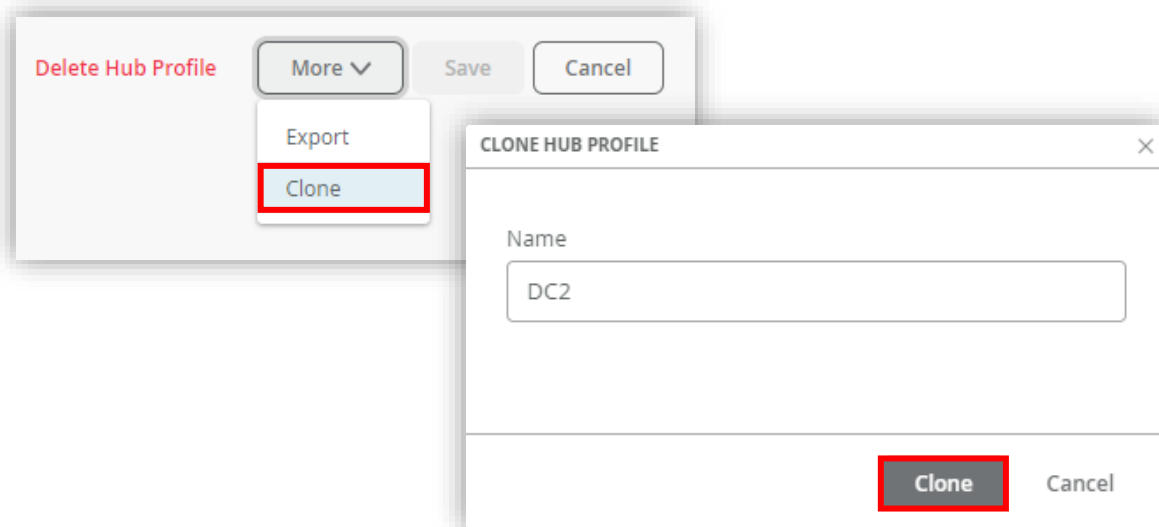 Delete Hub Profile More Save Cancel
Export
Clone
CLONE HUB PROFILE
Name
DC2
Clone Cancel